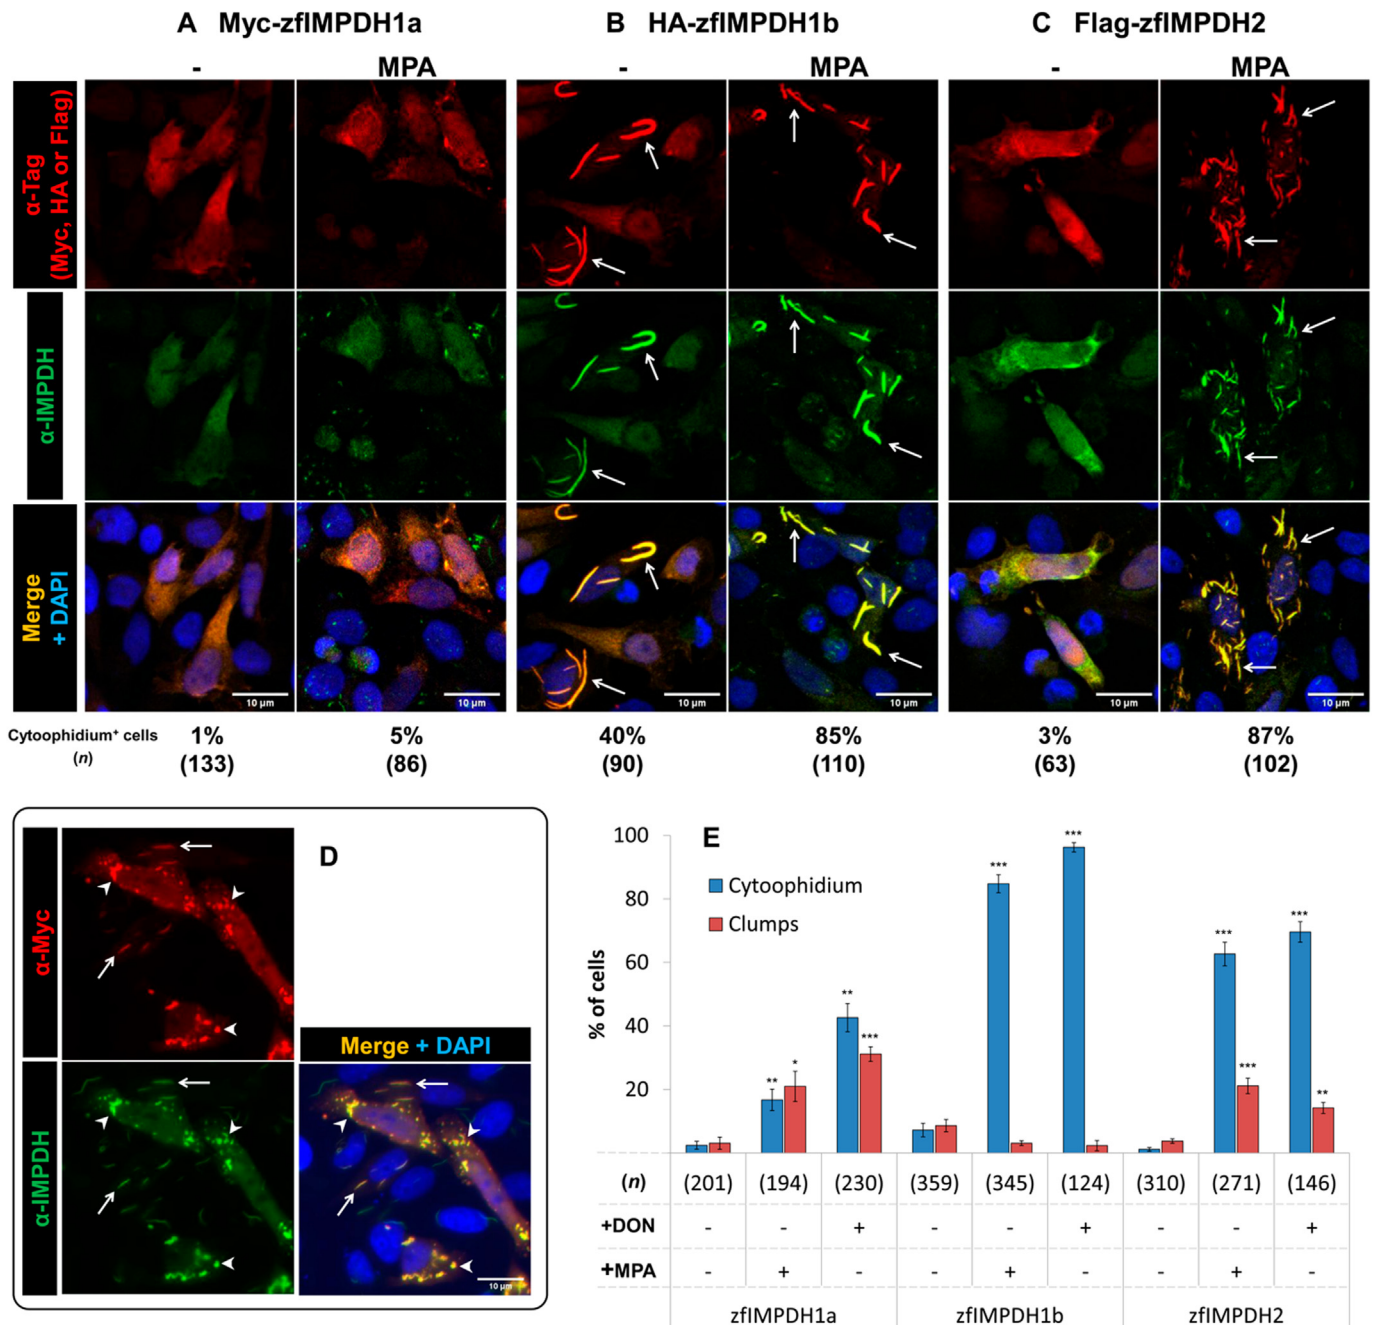 A Myc-zfIMPDH1a B HA-zfIMPDH1b C Flag-zfIMPDH2
- MPA - MPA - MPA
α-Tag
(Myc, HA or Flag)
α-IMPDH
Merge
+ DAPI
10 µm 10 µm 10 µm 10 µm 10 µm 10 µm
Cytoophidium⁺ cells 1% 5% 40% 85% 3% 87%
(n) (133) (86) (90) (110) (63) (102)
D
α-Myc
α-IMPDH
Merge + DAPI
10 µm
E
% of cells
100
80
60
40
20
Cytoophidium
Clumps
** * ** *** *** *** *** *** *** **
(n) (201) (194) (230) (359) (345) (124) (310) (271) (146)
+DON - - + - - + - - +
+MPA - + - - + - - + -
zfIMPDH1a zfIMPDH1b zfIMPDH2